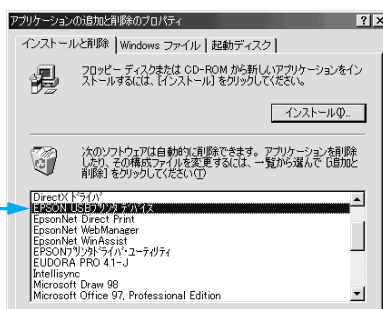 アプリケーションの追加と削除のプロパティ
インストールと削除
Windows ファイル
起動ディスク
フロッピー ディスクまたは CD-ROM から新しいアプリケーションをイン
ストールするには、[インストール] をクリックしてください。
インストール(I)...
次のソフトウェアは自動的に削除できます。アプリケーションを削除
したり、その構成ファイルを変更するには、一覧から選んで [追加と
削除] をクリックしてください(T)
DirectX ドライバ
EPSON USBプリンタデバイス
EpsonNet Direct Print
EpsonNet WebManager
EpsonNet WinAssist
EPSONプリンタドライバ・ユーティリティ
EUDORA PRO 4.1-J
Intellisync
Microsoft Draw 98
Microsoft Office 97, Professional Edition